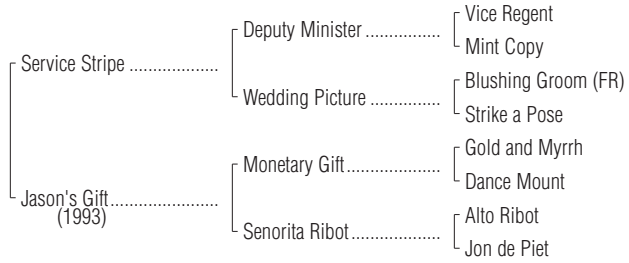 Vice Regent
Deputy Minister ..................
Mint Copy
Service Stripe .....................
Blushing Groom (FR)
Wedding Picture ................
Strike a Pose
Gold and Myrrh
Monetary Gift......................
Dance Mount
Jason's Gift.........................
(1993)
Alto Ribot
Senorita Ribot.....................
Jon de Piet